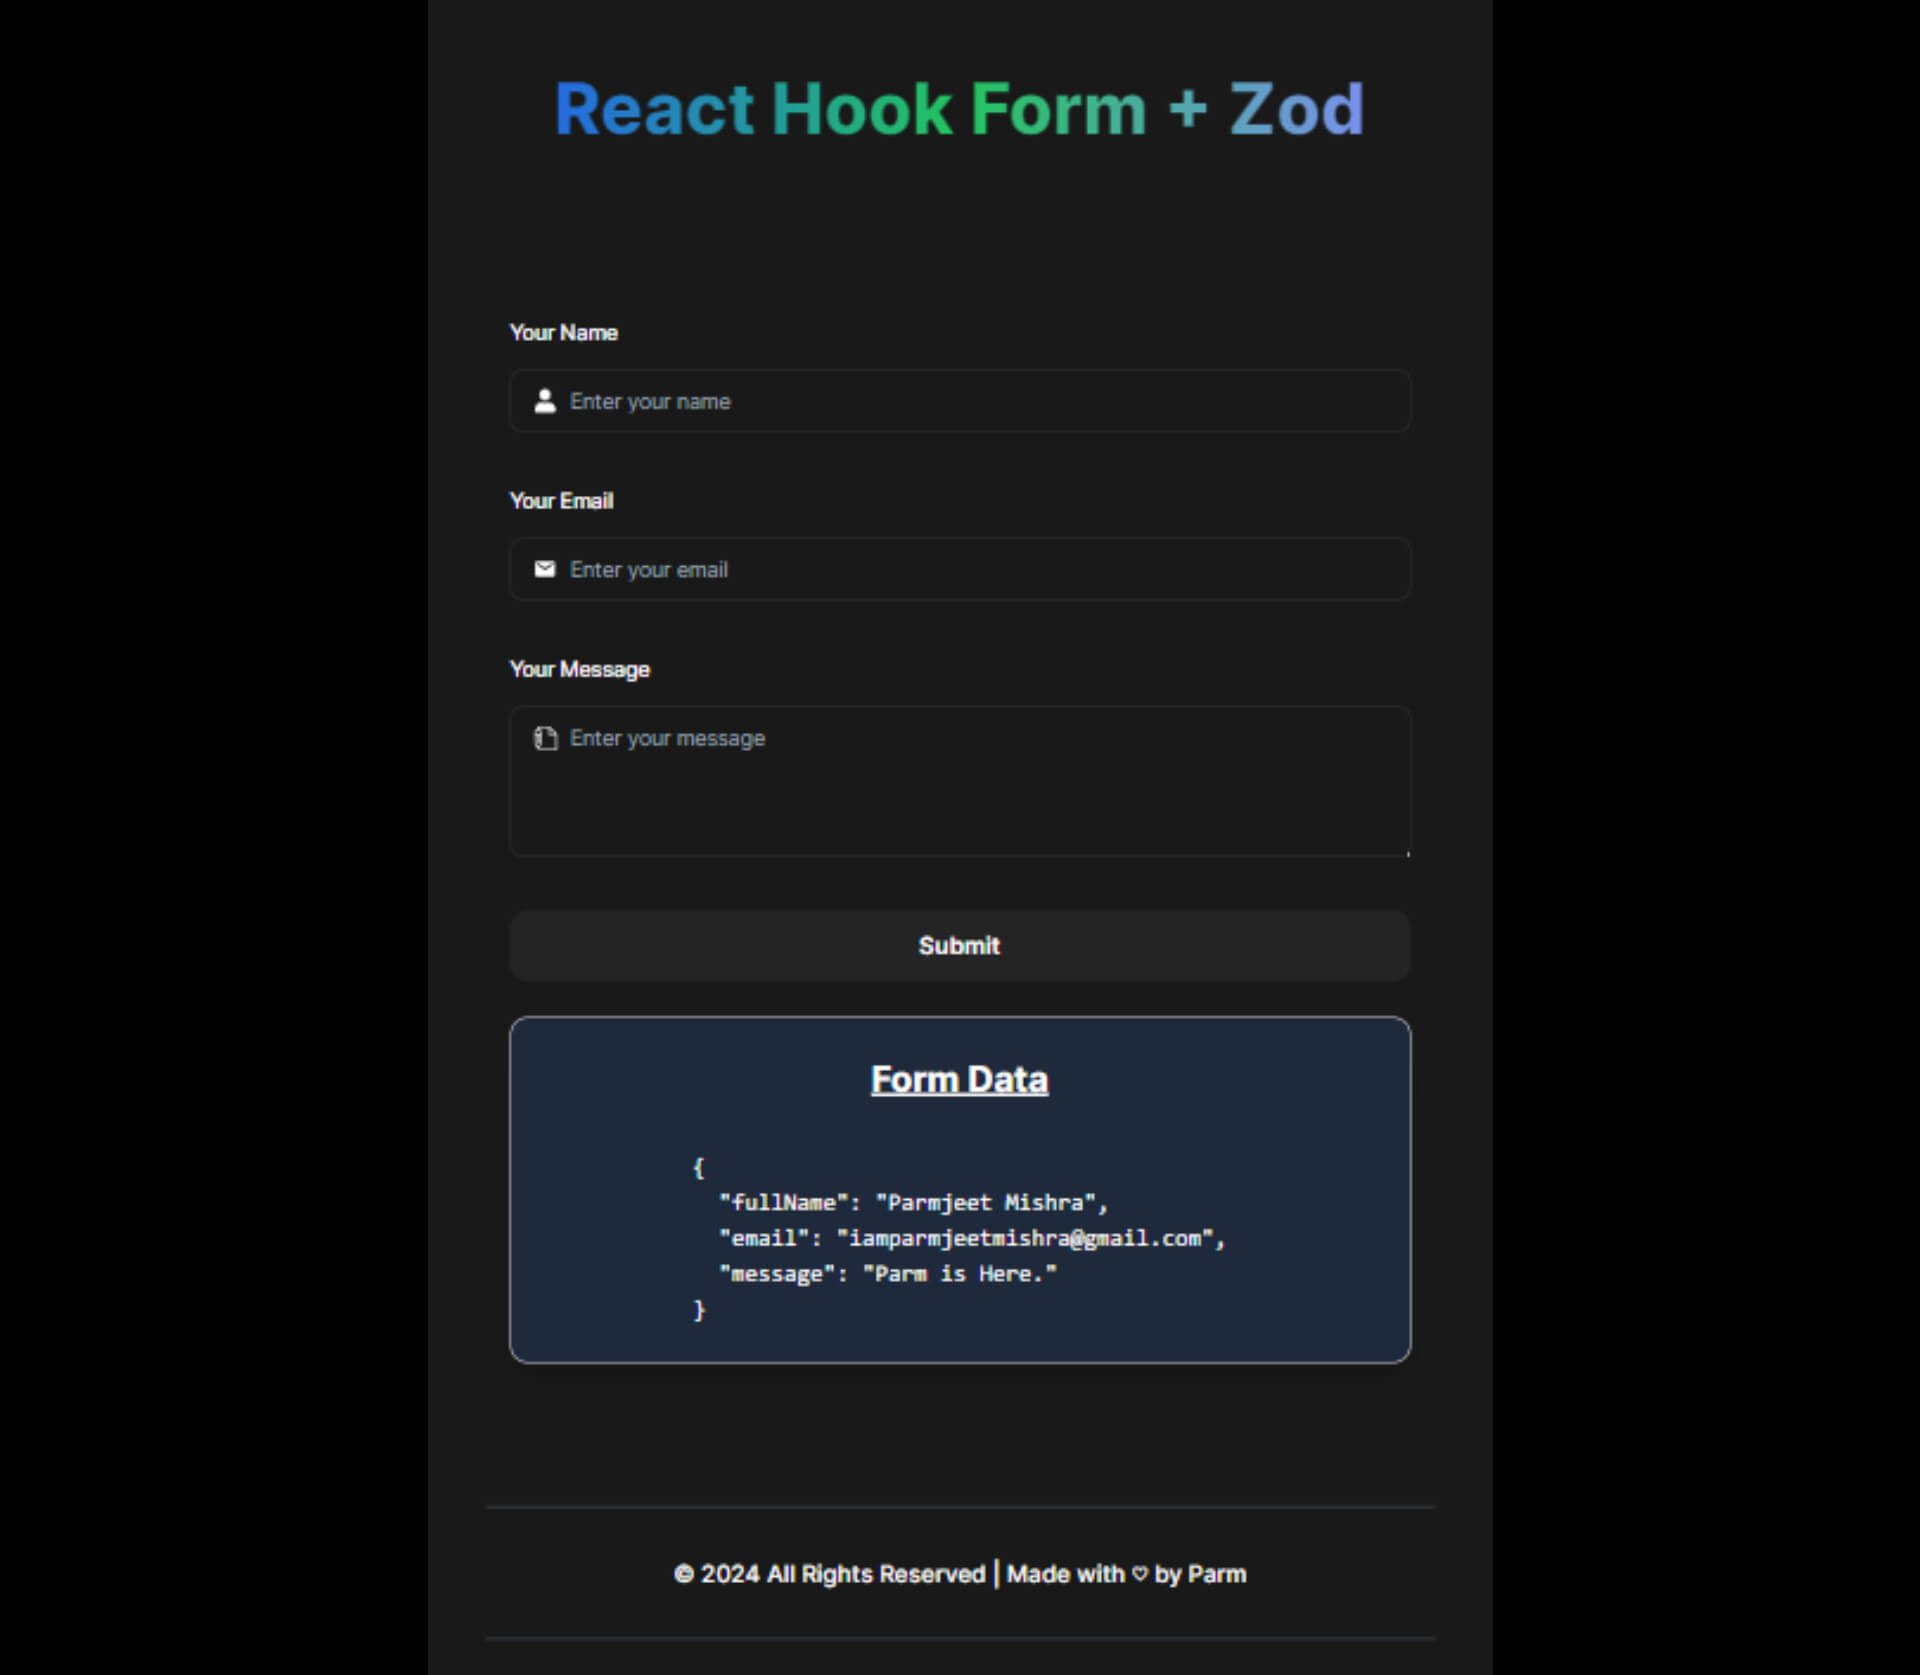 React Hook Form + Zod
Your Name
Enter your name
Your Email
Enter your email
Your Message
Enter your message
Submit
Form Data
{
"fullName": "Parmjeet Mishra",
"email": "iamparmjeetmishra@gmail.com",
"message": "Parm is Here."
}
© 2024 All Rights Reserved | Made with ♡ by Parm